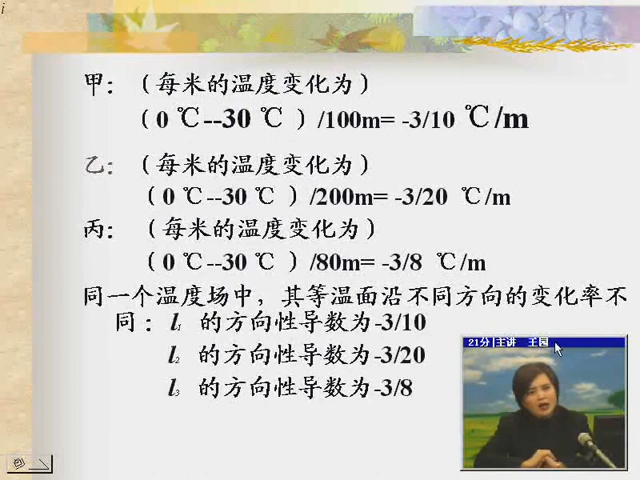 i
甲：（每米的温度变化为）
（0 ℃--30 ℃ ）/100m= -3/10 ℃/m
乙：（每米的温度变化为）
（0 ℃--30 ℃ ）/200m= -3/20 ℃/m
丙：（每米的温度变化为）
（0 ℃--30 ℃ ）/80m= -3/8 ℃/m
同一个温度场中，其等温面沿不同方向的变化率不
同：l₁ 的方向性导数为-3/10
l₂ 的方向性导数为-3/20
l₃ 的方向性导数为-3/8
21分 主讲 王园